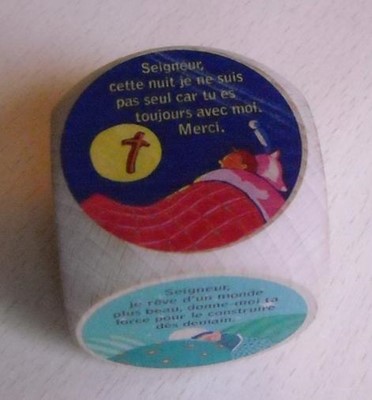 Seigneur,
cette nuit je ne suis
pas seul car tu es
toujours avec moi.
Merci.
Seigneur,
je rêve d'un monde
plus beau, donne-moi ta
force pour le construire
dès demain.